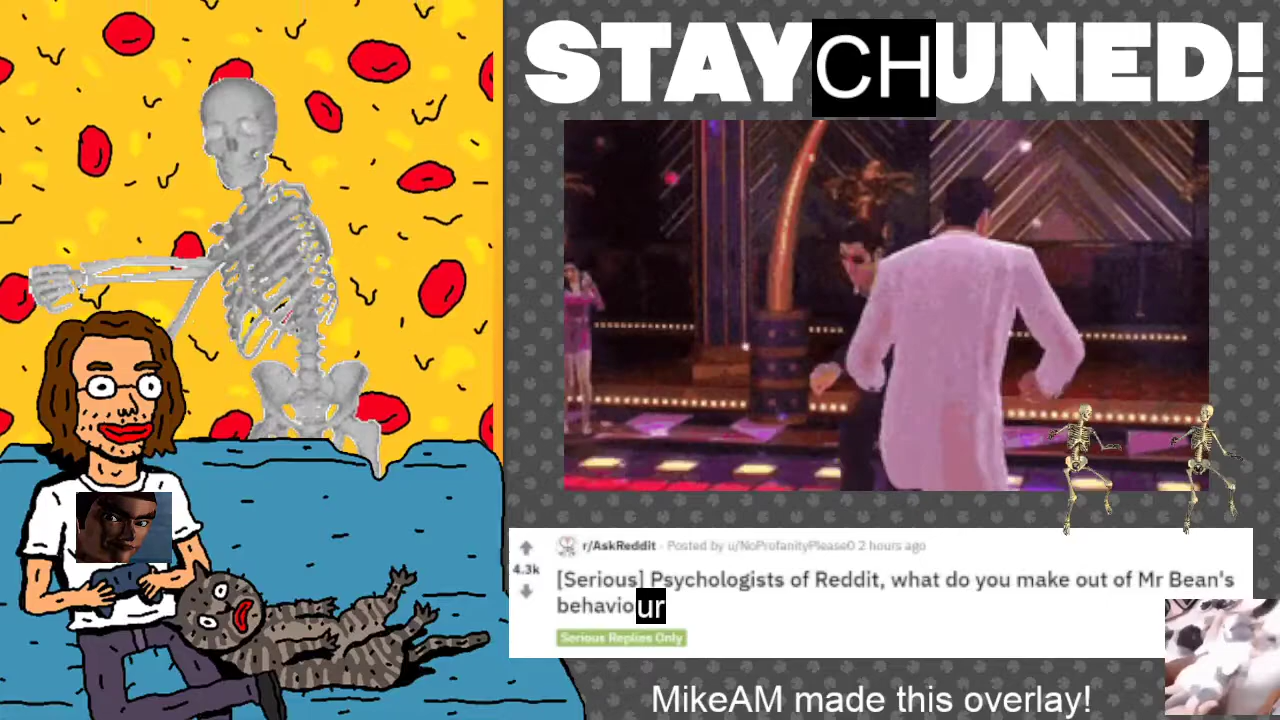 STAYCHUNED!
r/AskReddit · Posted by u/NoProfanityPlease0 2 hours ago
4.3k
[Serious] Psychologists of Reddit, what do you make out of Mr Bean's
behaviour
Serious Replies Only
MikeAM made this overlay!